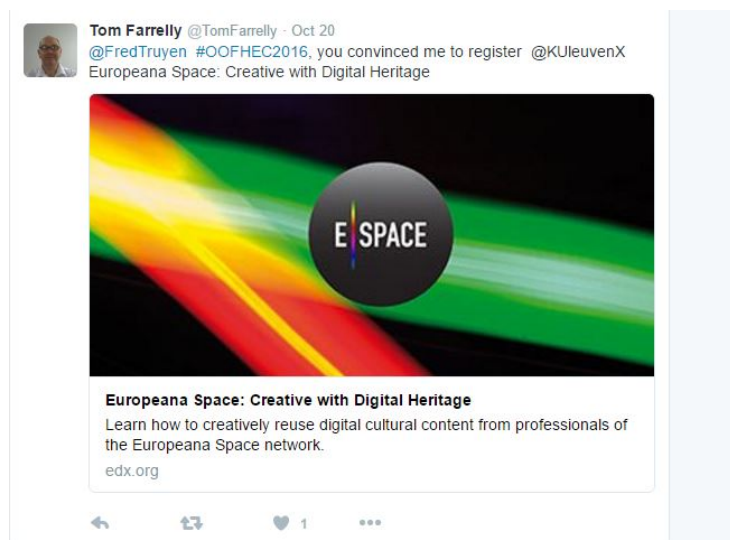 Tom Farrelly @TomFarrelly · Oct 20
@FredTruyen #OOFHEC2016, you convinced me to register @KUleuvenX
Europeana Space: Creative with Digital Heritage
E SPACE
Europeana Space: Creative with Digital Heritage
Learn how to creatively reuse digital cultural content from professionals of
the Europeana Space network.
edx.org
1